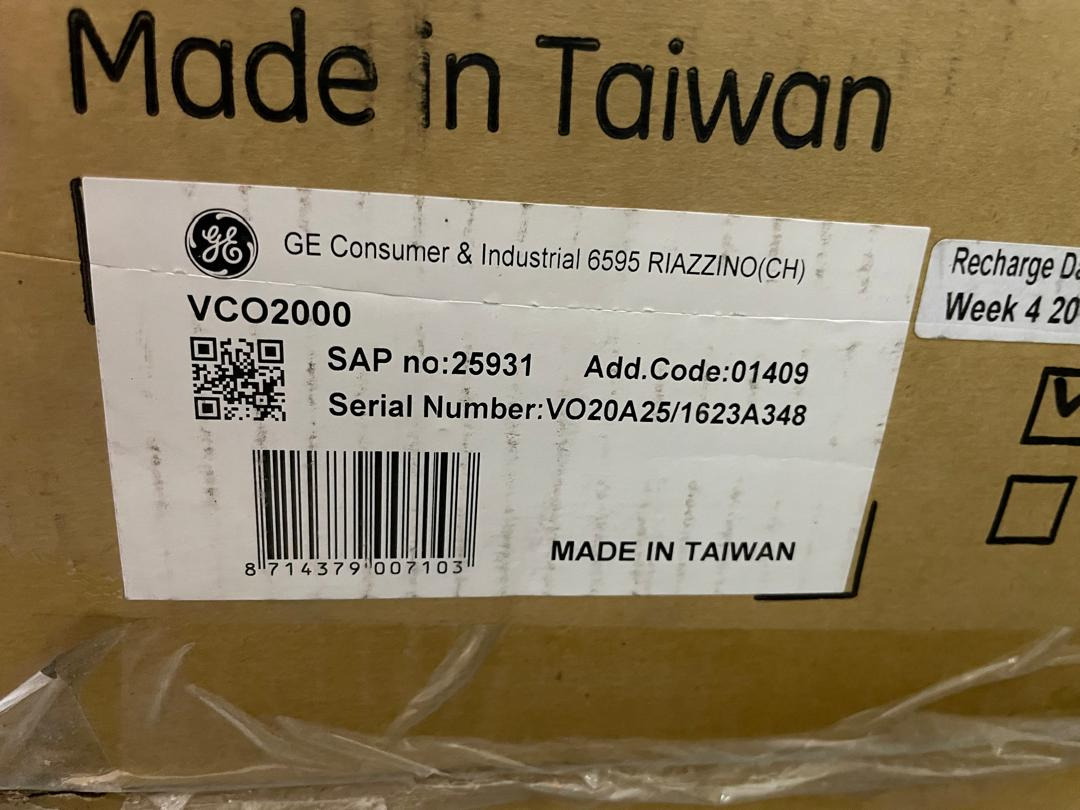 Made in Taiwan
GE
GE Consumer & Industrial 6595 RIAZZINO(CH)
Recharge Da
VCO2000
Week 4 20
SAP no:25931 Add.Code:01409
Serial Number:VO20A25/1623A348
8 714379 007103
MADE IN TAIWAN